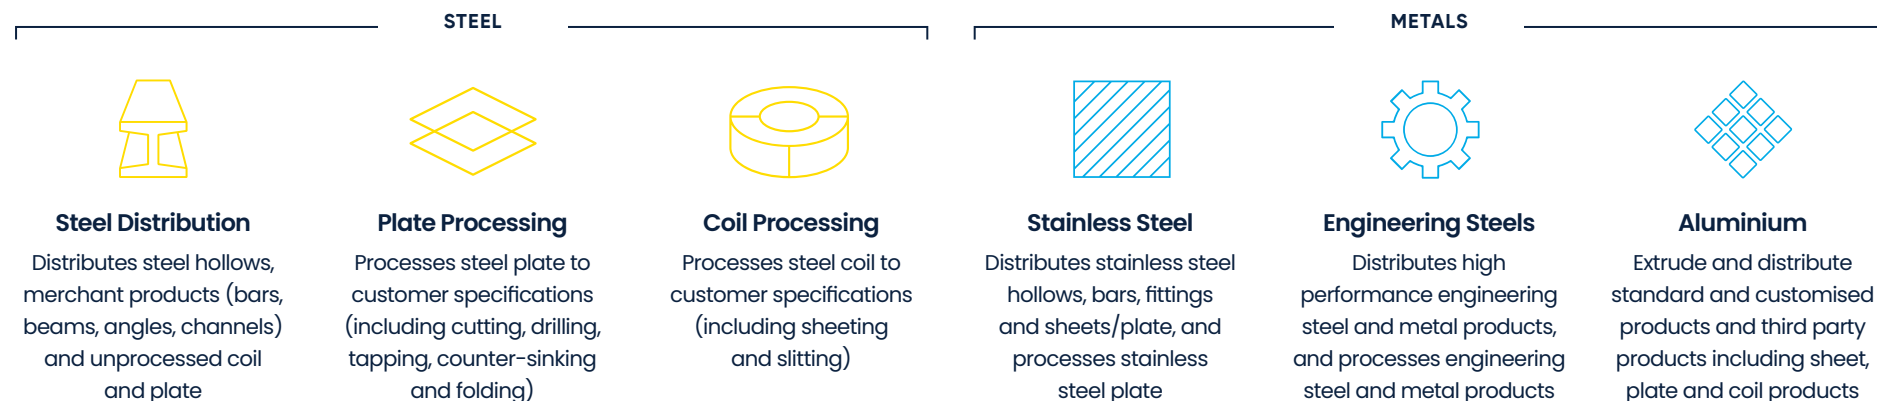 STEEL
METALS
Steel Distribution
Distributes steel hollows,
merchant products (bars,
beams, angles, channels)
and unprocessed coil
and plate
Plate Processing
Processes steel plate to
customer specifications
(including cutting, drilling,
tapping, counter-sinking
and folding)
Coil Processing
Processes steel coil to
customer specifications
(including sheeting
and slitting)
Stainless Steel
Distributes stainless steel
hollows, bars, fittings
and sheets/plate, and
processes stainless
steel plate
Engineering Steels
Distributes high
performance engineering
steel and metal products,
and processes engineering
steel and metal products
Aluminium
Extrude and distribute
standard and customised
products and third party
products including sheet,
plate and coil products